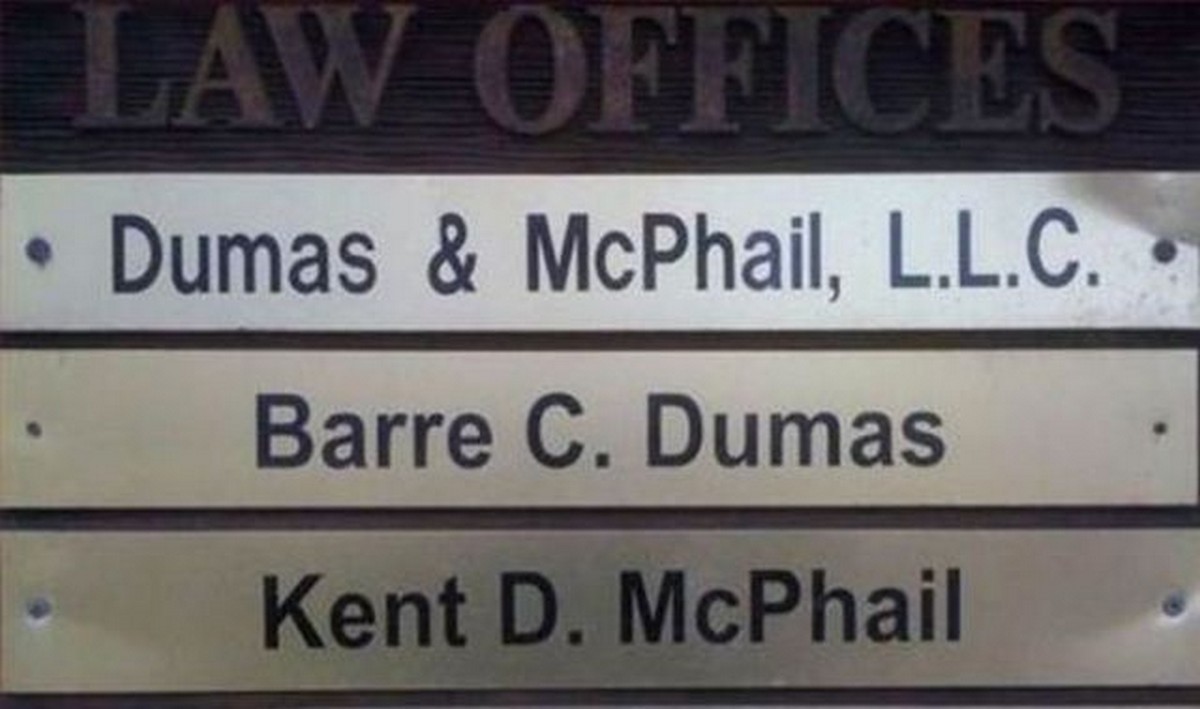 LAW OFFICES
Dumas & McPhail, L.L.C.
Barre C. Dumas
Kent D. McPhail